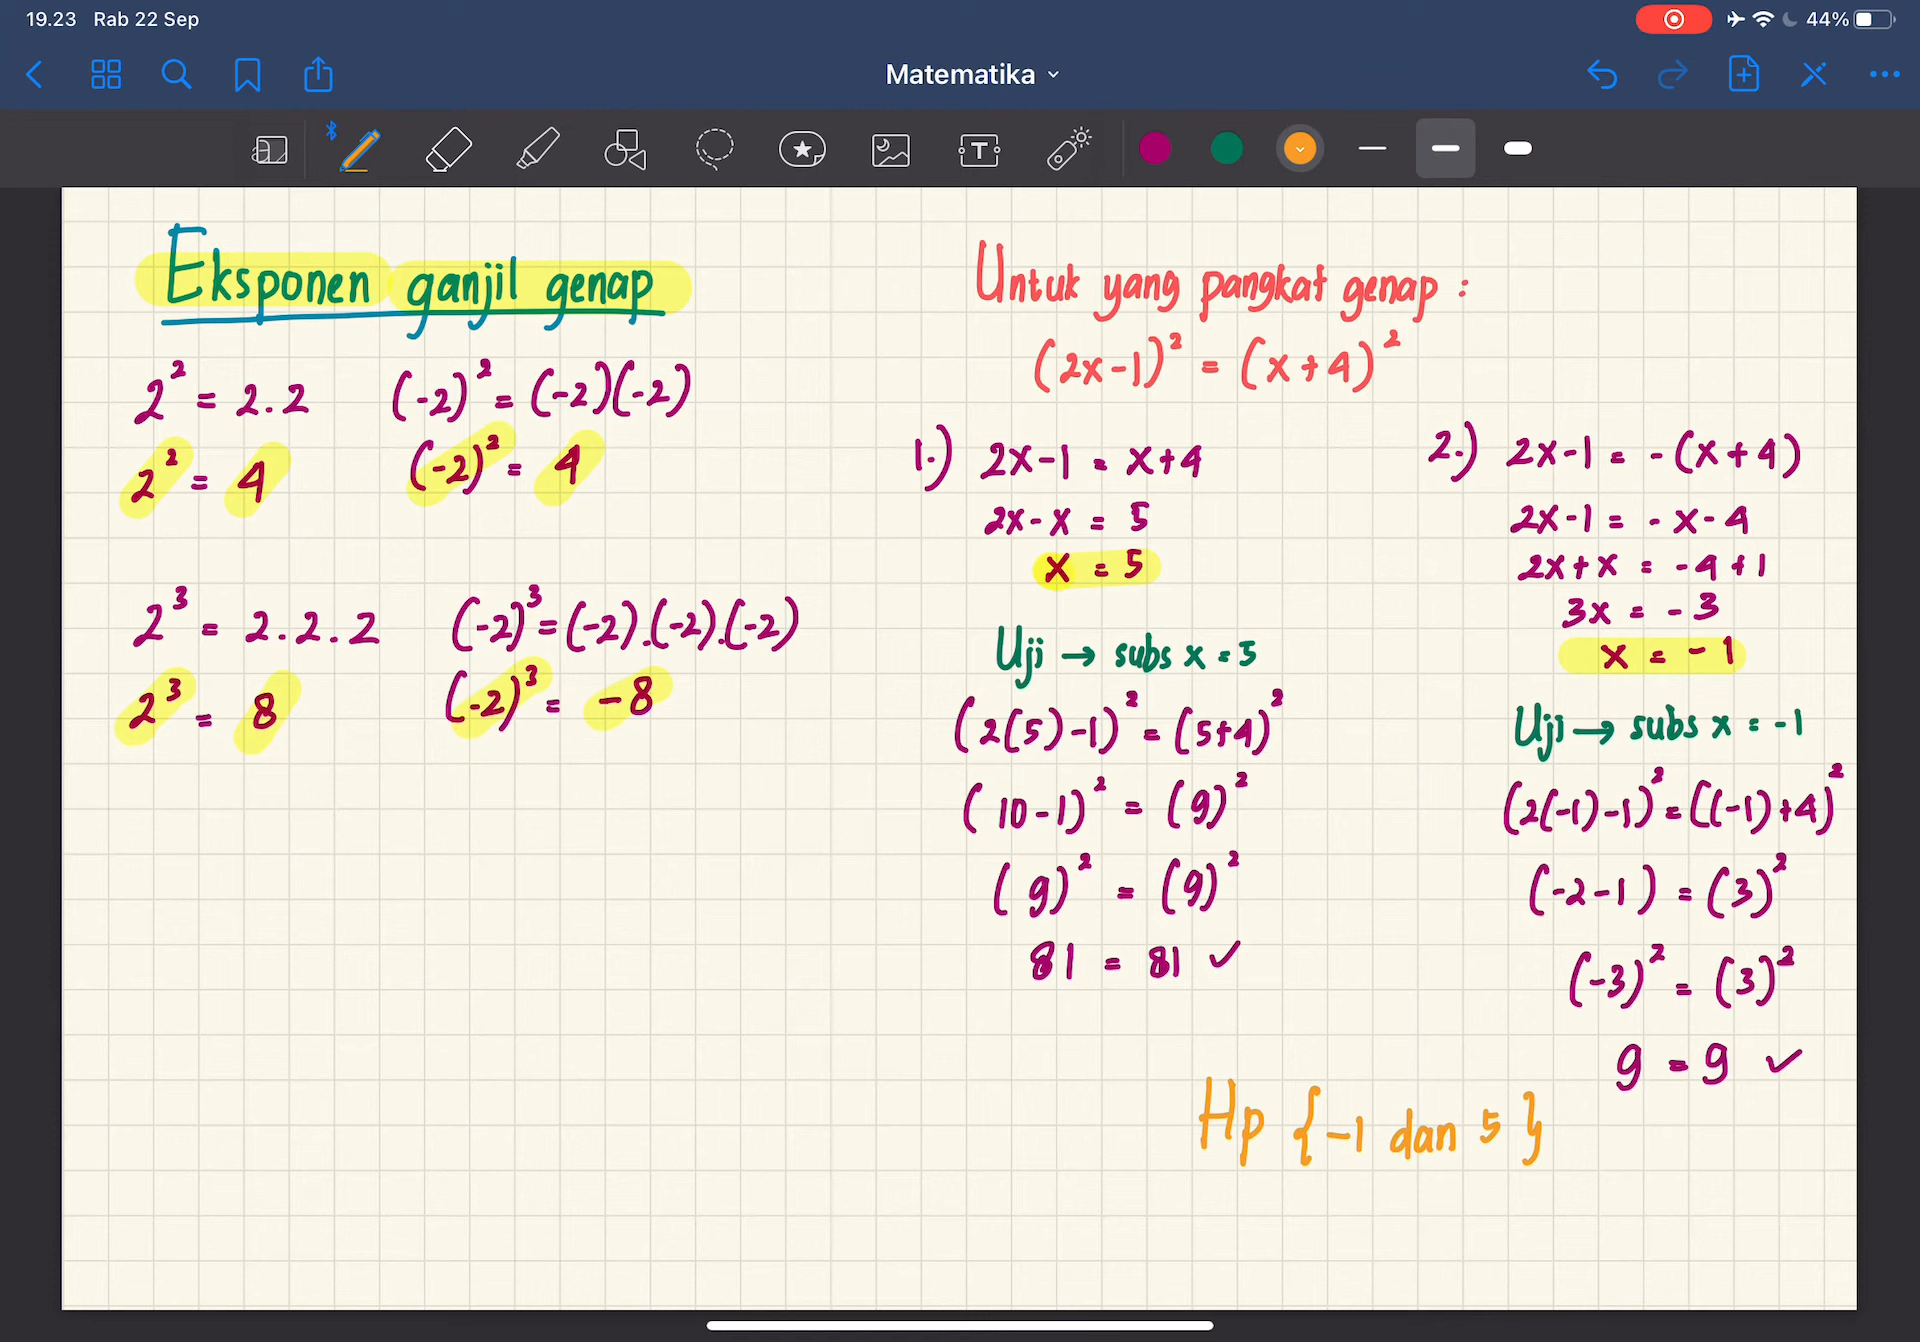 19.23 Rab 22 Sep
44%
Matematika
Eksponen ganjil genap
2² = 2.2
(-2)² = (-2)(-2)
2² = 4
(-2)² = 4
2³ = 2.2.2
(-2)³ = (-2).(-2).(-2)
2³ = 8
(-2)³ = -8
Untuk yang pangkat genap :
(2x-1)² = (x+4)²
1.) 2x-1 = x+4
2x-x = 5
x = 5
Uji → subs x = 5
(2(5)-1)² = (5+4)²
(10-1)² = (9)²
(9)² = (9)²
81 = 81 ✓
2.) 2x-1 = -(x+4)
2x-1 = -x-4
2x+x = -4+1
3x = -3
x = -1
Uji → subs x = -1
(2(-1)-1)² = ((-1)+4)²
(-2-1) = (3)²
(-3)² = (3)²
9 = 9 ✓
Hp {-1 dan 5}